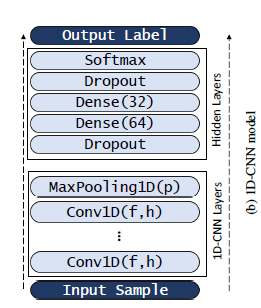 Output Label
Softmax
Dropout
Dense(32)
Dense(64)
Dropout
Hidden Layers
MaxPooling1D(p)
Conv1D(f,h)
⋮
Conv1D(f,h)
1D-CNN Layers
Input Sample
(b) 1D-CNN model